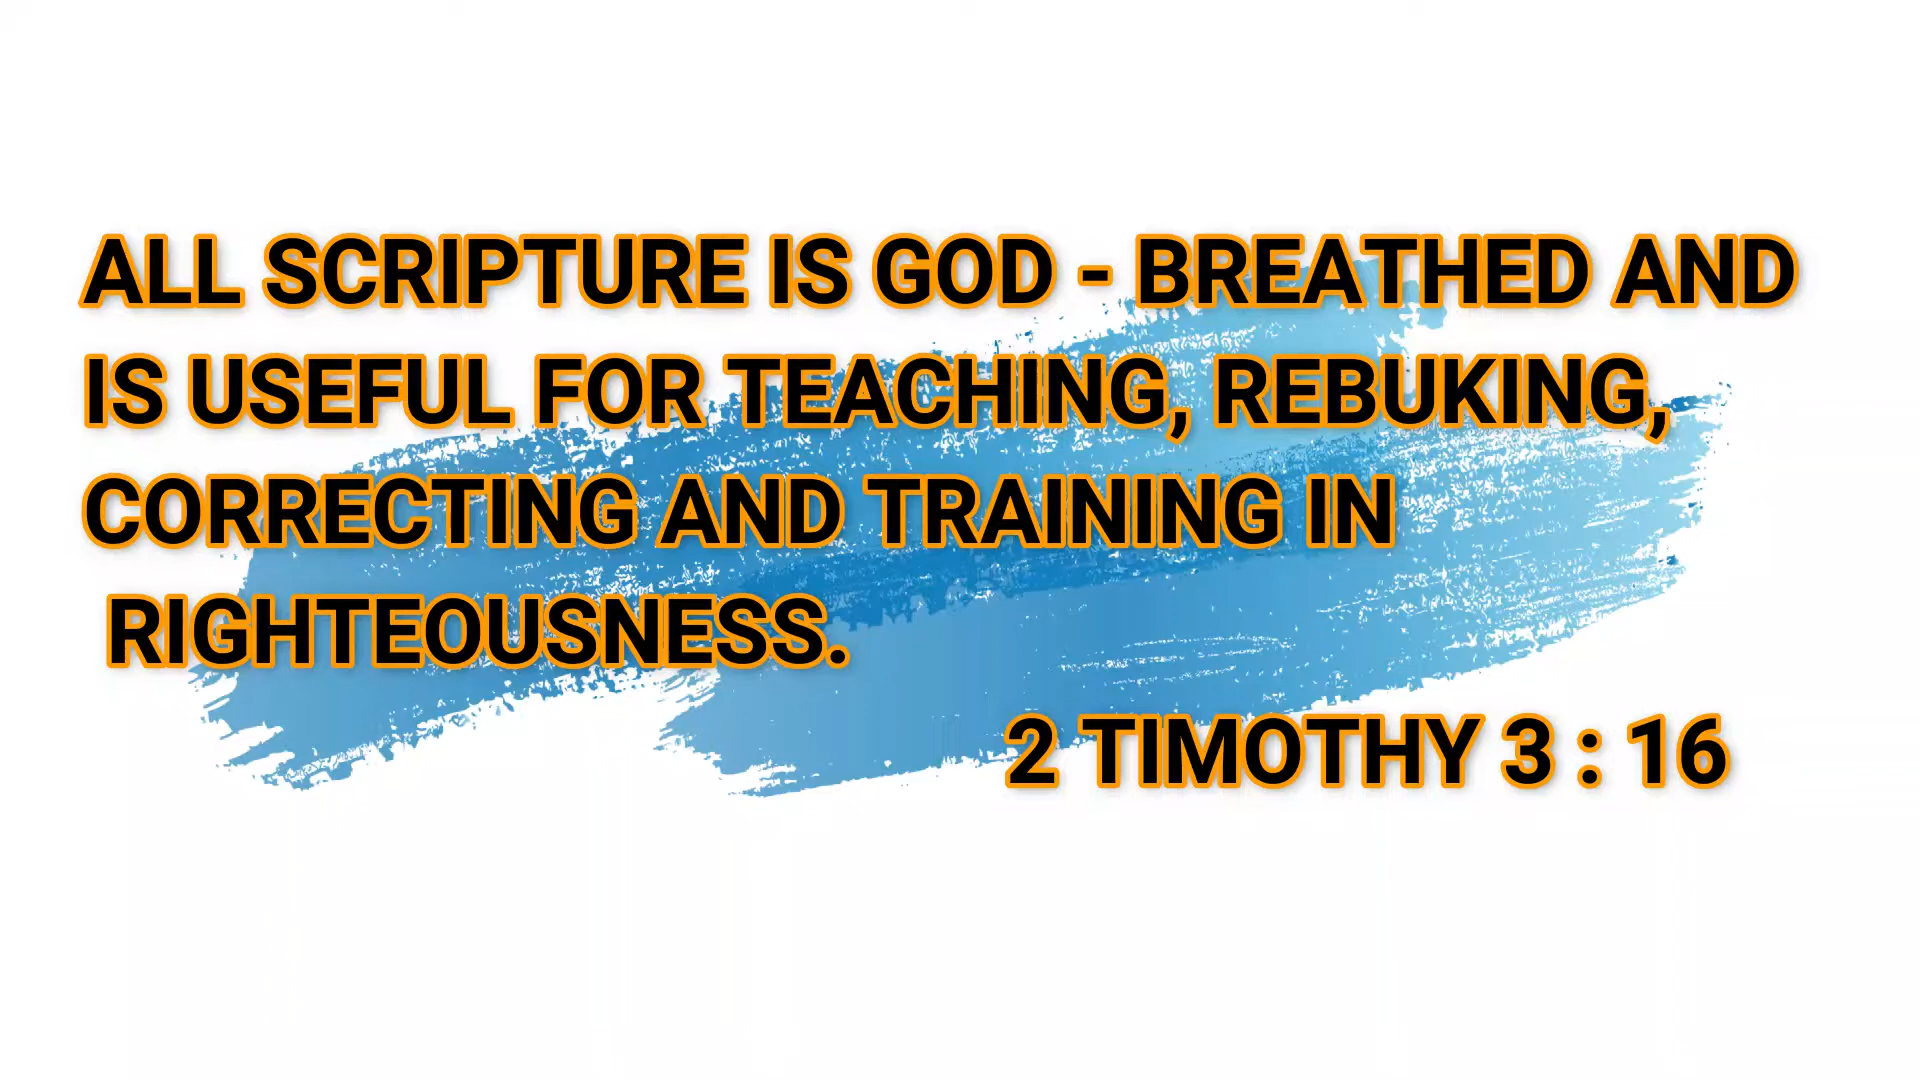 ALL SCRIPTURE IS GOD - BREATHED AND
IS USEFUL FOR TEACHING, REBUKING,
CORRECTING AND TRAINING IN
RIGHTEOUSNESS.
2 TIMOTHY 3 : 16